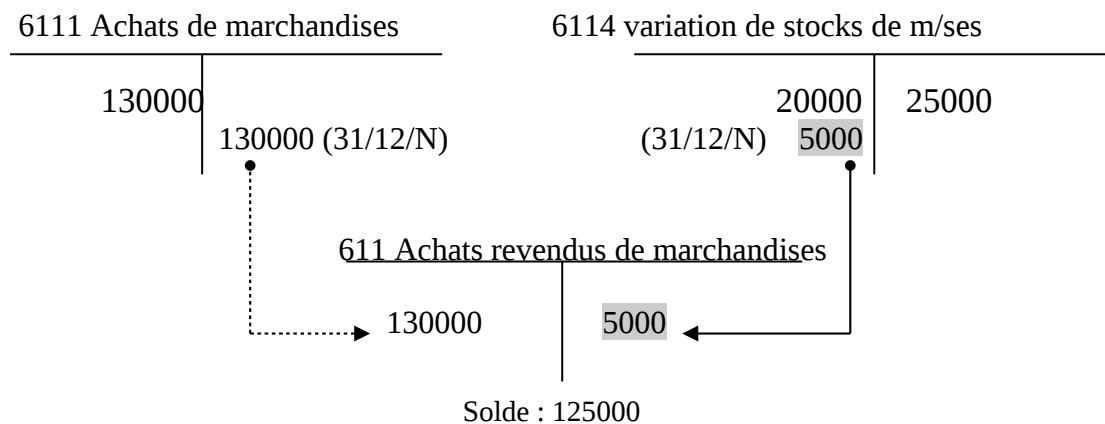 6111 Achats de marchandises 6114 variation de stocks de m/ses
130000 20000 25000
130000 (31/12/N) (31/12/N) 5000
611 Achats revendus de marchandises
130000 5000
Solde : 125000